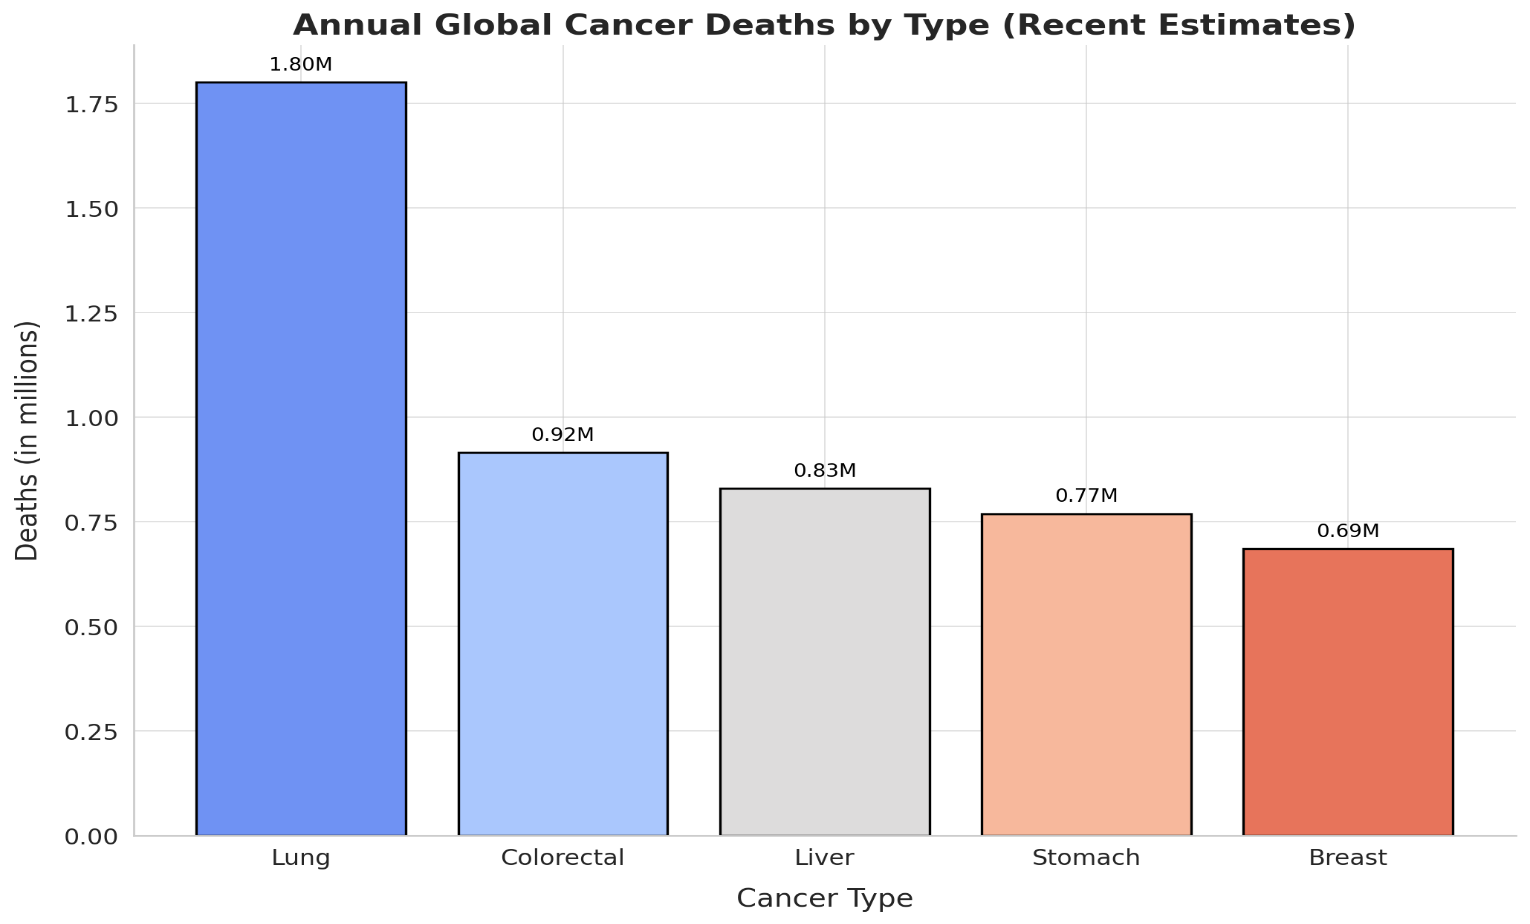 Annual Global Cancer Deaths by Type (Recent Estimates)
1.80M
0.92M
0.83M
0.77M
0.69M
1.75
1.50
1.25
1.00
0.75
0.50
0.25
0.00
Deaths (in millions)
Lung Colorectal Liver Stomach Breast
Cancer Type